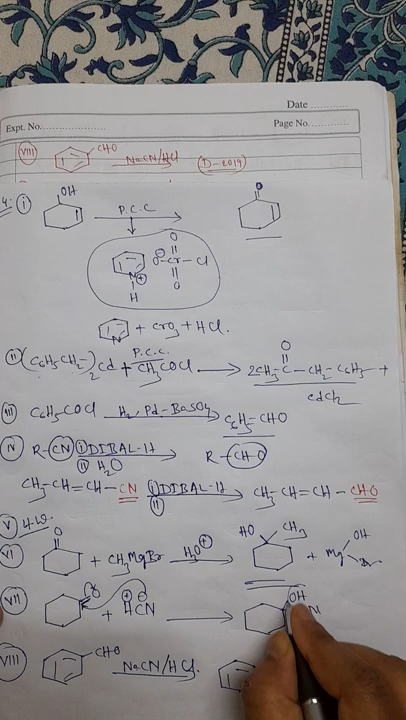 Date ............
Expt. No.....................
Page No.............
VIII CHO NaCN/HCl (D-2019)
4. i OH P.C.C O
O
O⊖ Cr Cl
N⊕
H O
N + CrO3 + HCl.
II (C6H5CH2)2Cd + CH3COCl P.C.C. → 2CH3-C-CH2-C6H5 +
O
CdCl2
III C6H5COCl H2, Pd-BaSO4 → C6H5-CHO
IV R-CN i DIBAL-H ii H2O R-CHO
CH3-CH=CH-CN i DIBAL-H ii → CH3-CH=CH-CHO
V H.W.
VI O + CH3MgBr H3O⊕ → HO CH3 + Mg OH Br
VII O + H⊕ CN⊖ → OH N
VIII CHO NaCN/HCl.